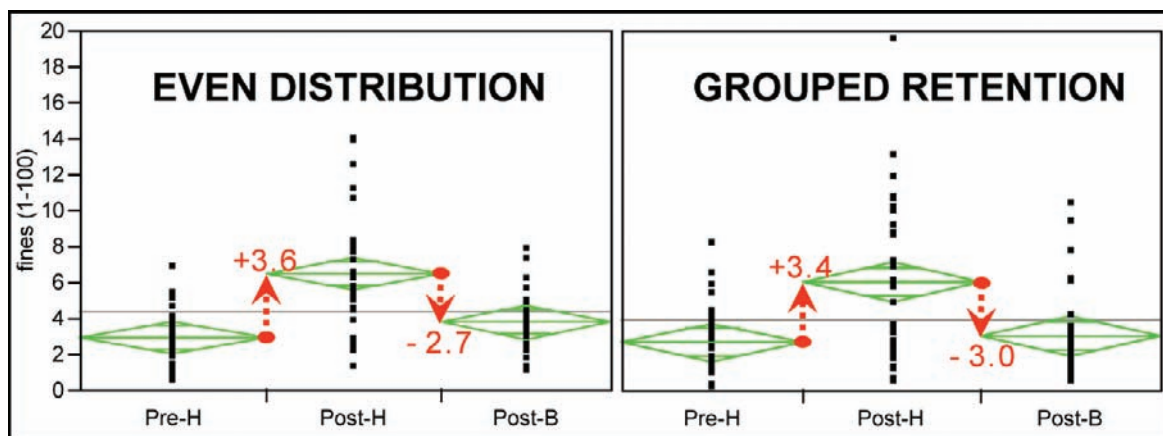 20
18
16
14
12
10
8
6
4
2
0
fines (1-100)
EVEN DISTRIBUTION
+3.6
- 2.7
Pre-H
Post-H
Post-B
GROUPED RETENTION
+3.4
- 3.0
Pre-H
Post-H
Post-B